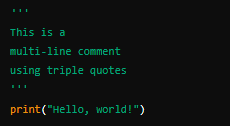 '''
This is a
multi-line comment
using triple quotes
'''
print("Hello, world!")